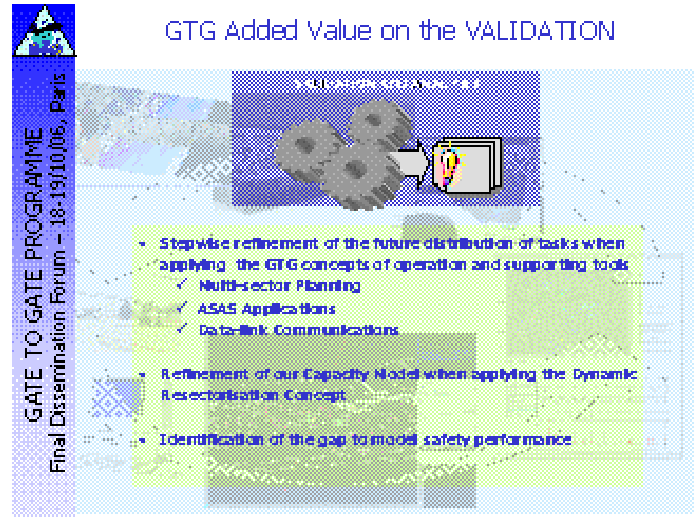 GTG Added Value on the VALIDATION
GATE TO GATE PROGRAMME
Final Dissemination Forum – 18-19/10/06, Paris
• Stepwise refinement of the future distribution of tasks when
applying the GTG concepts of operation and supporting tools
✓ Multi-sector Planning
✓ ASAS Applications
✓ Data-link Communications
• Refinement of our Capacity Model when applying the Dynamic
Resectorisation Concept
• Identification of the gap to model safety performance